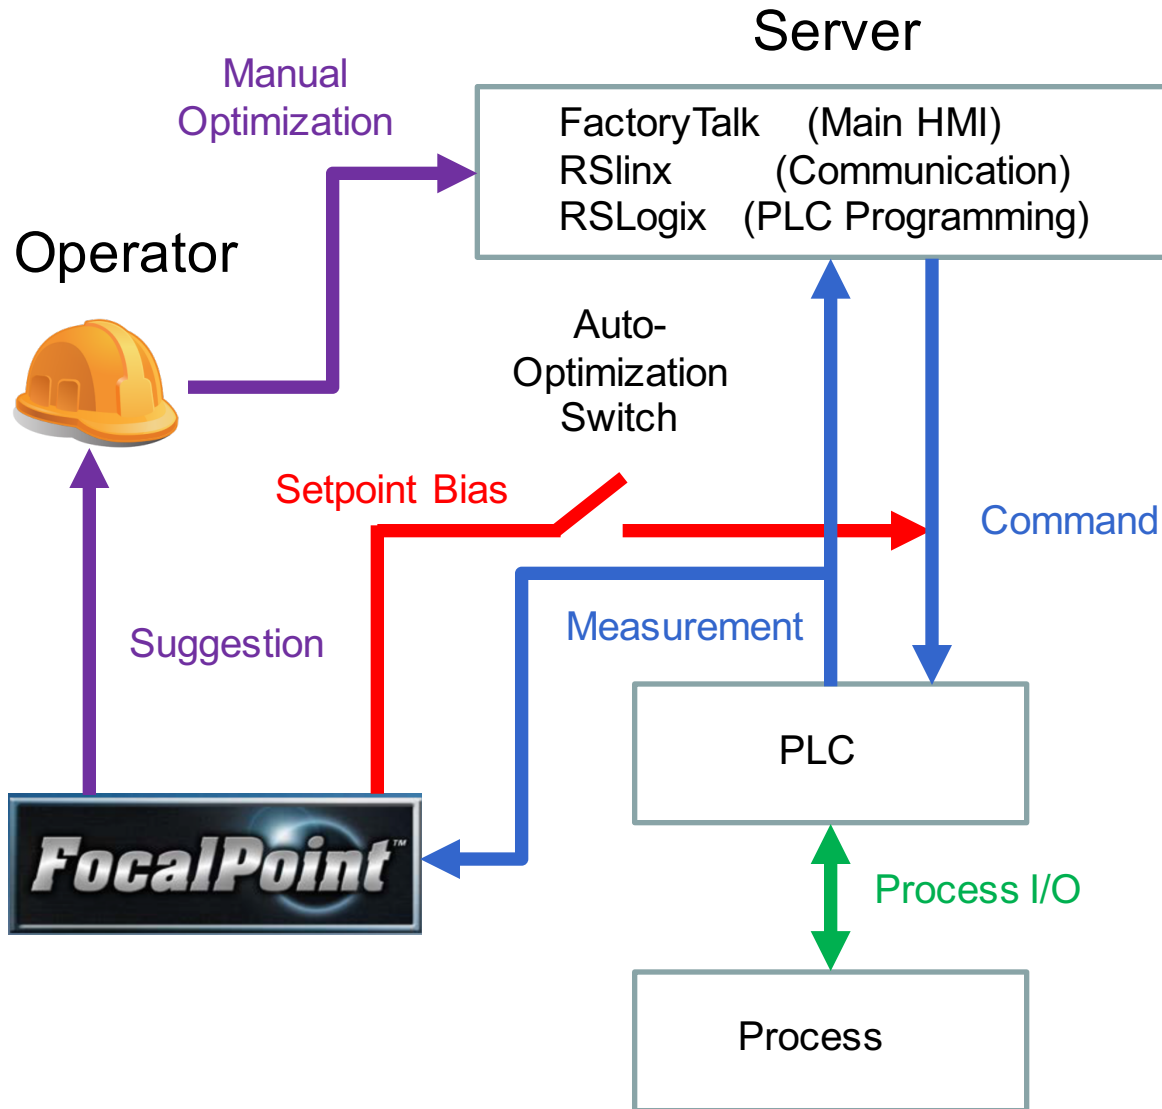 Server
Manual
Optimization
FactoryTalk (Main HMI)
RSlinx (Communication)
RSLogix (PLC Programming)
Operator
Auto-
Optimization
Switch
Setpoint Bias
Command
Measurement
Suggestion
PLC
FocalPoint™
Process I/O
Process